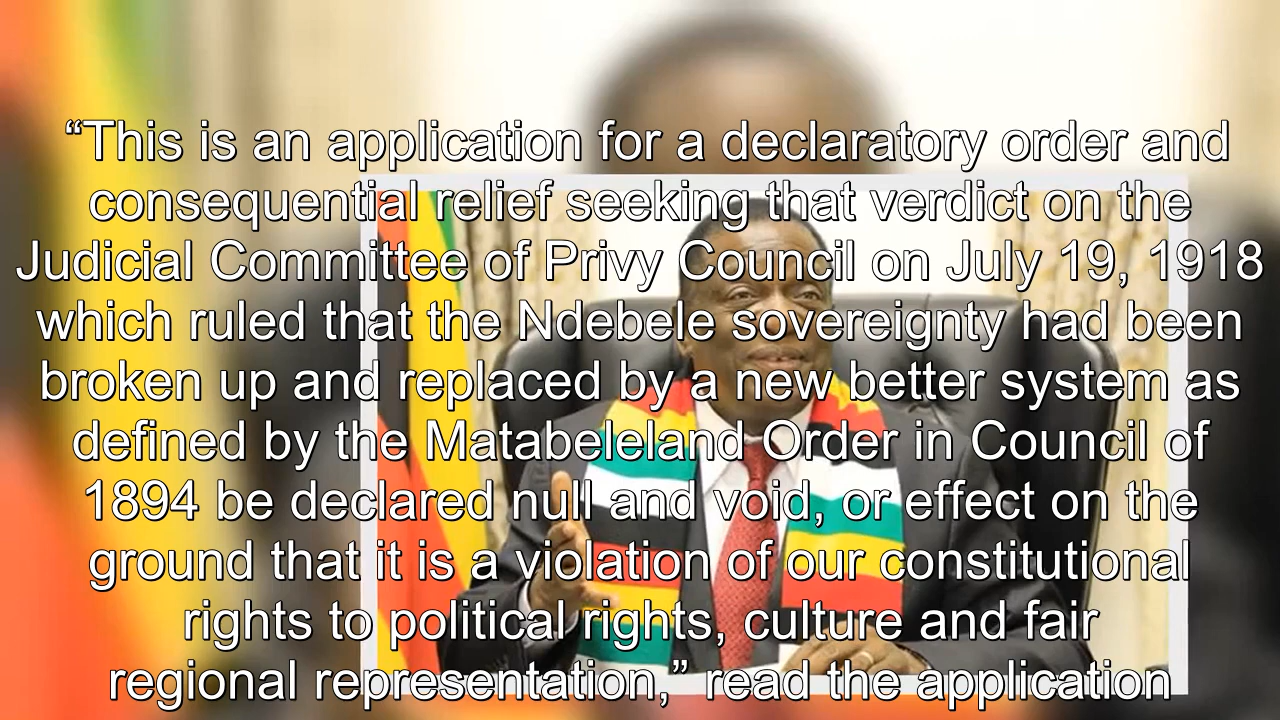 “This is an application for a declaratory order and
consequential relief seeking that verdict on the
Judicial Committee of Privy Council on July 19, 1918
which ruled that the Ndebele sovereignty had been
broken up and replaced by a new better system as
defined by the Matabeleland Order in Council of
1894 be declared null and void, or effect on the
ground that it is a violation of our constitutional
rights to political rights, culture and fair
regional representation,” read the application